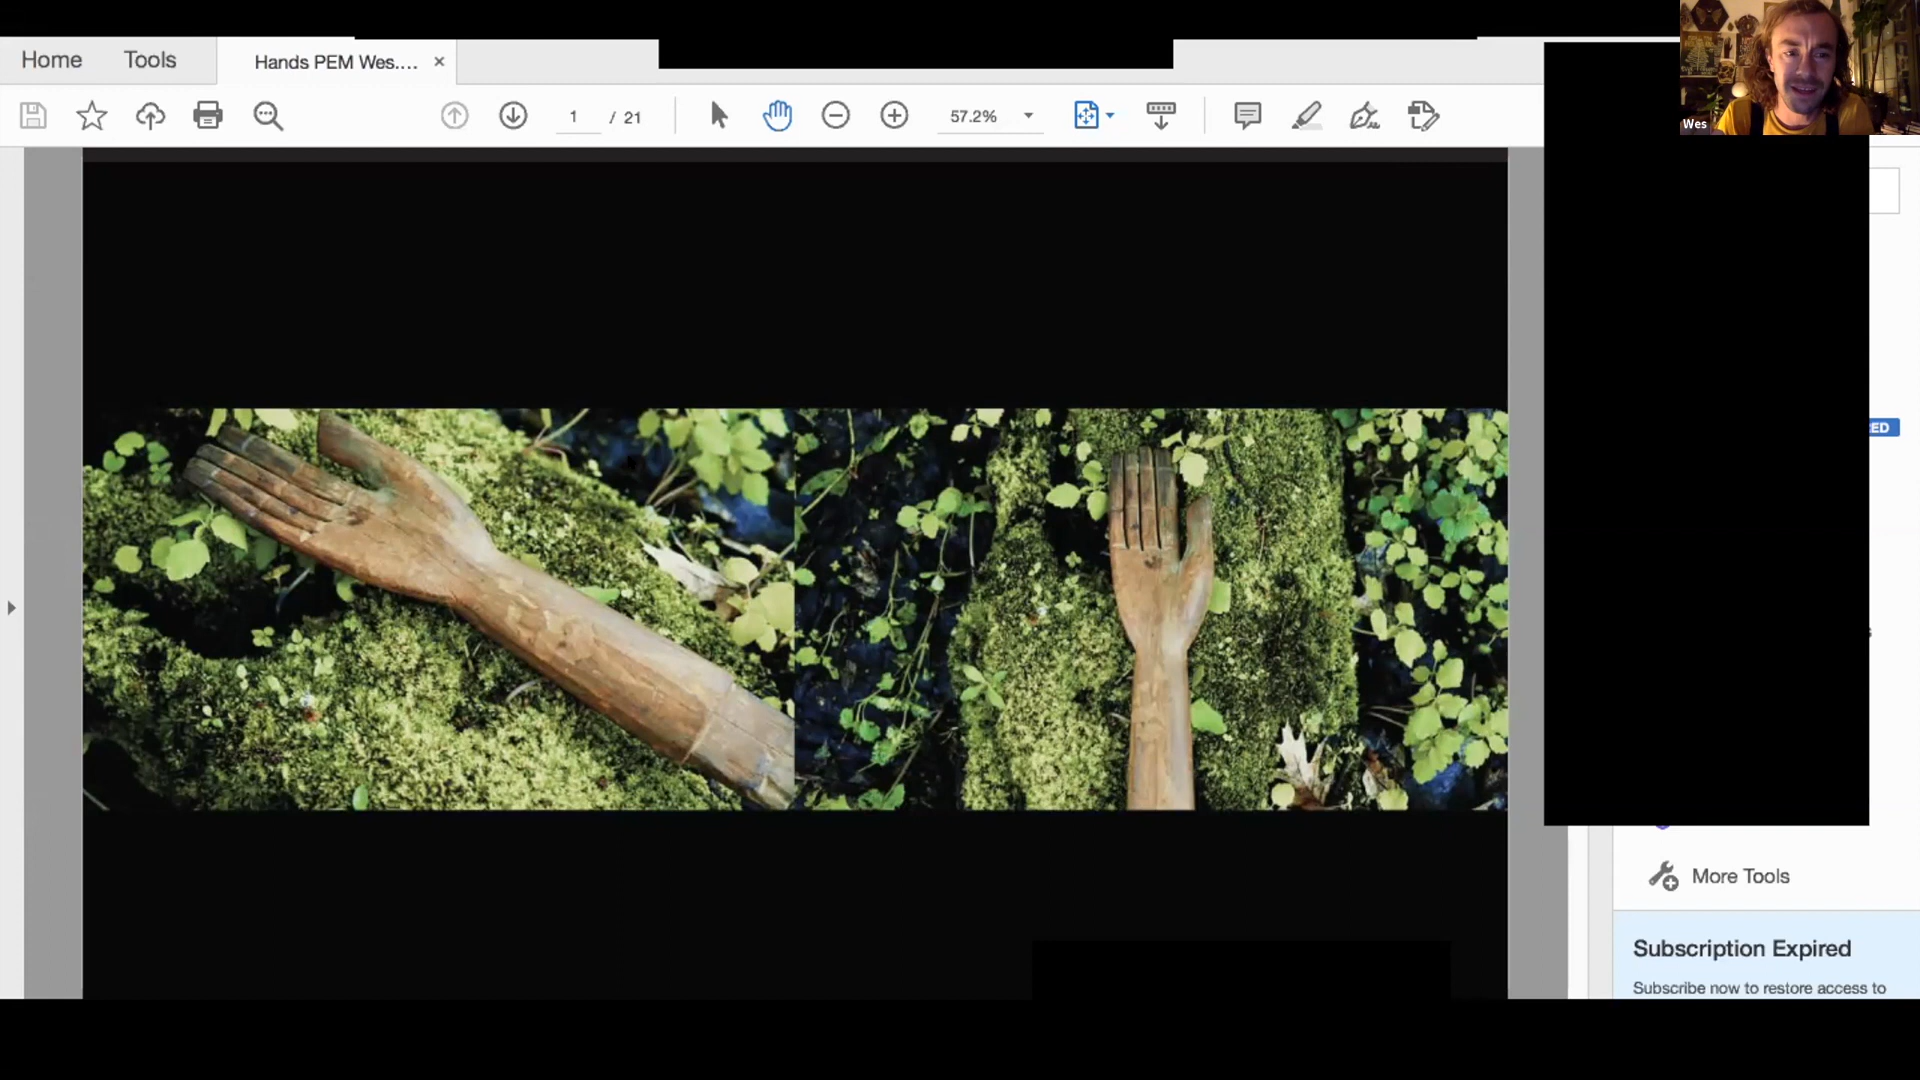 Home Tools Hands PEM Wes.... ×
1 / 21 57.2%
Wes
ED
More Tools
Subscription Expired
Subscribe now to restore access to